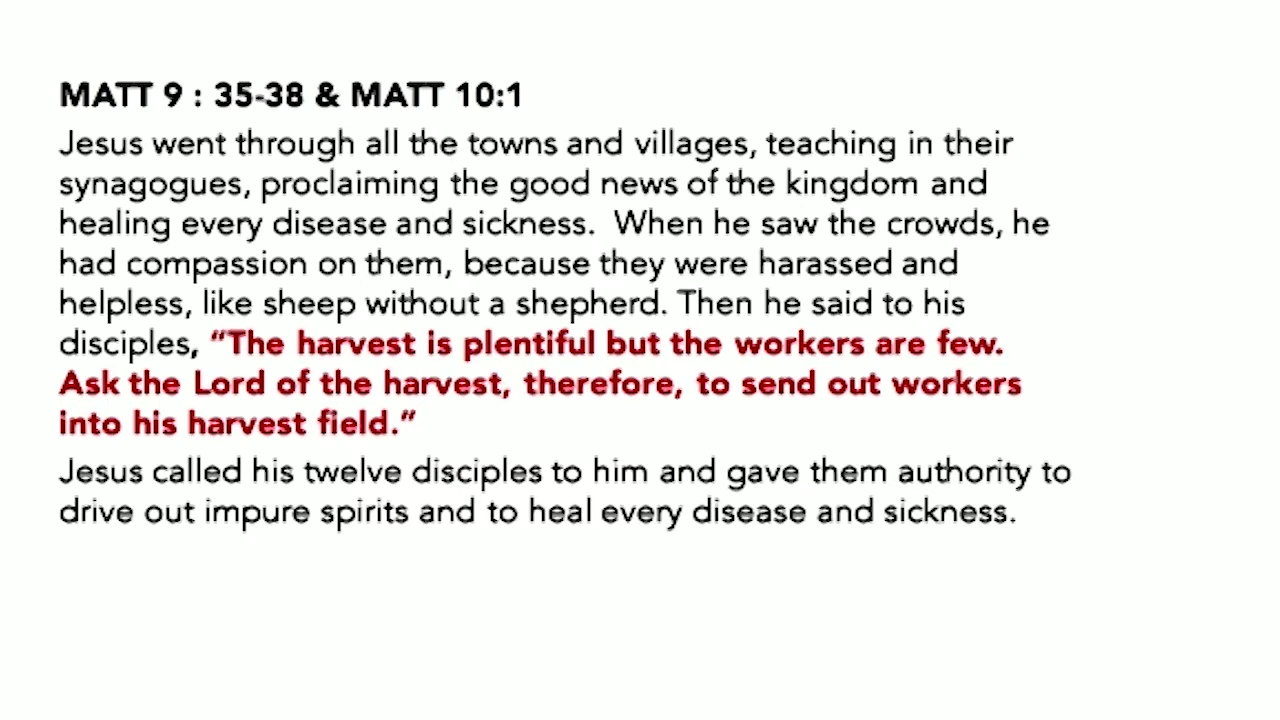 MATT 9 : 35-38 & MATT 10:1
Jesus went through all the towns and villages, teaching in their
synagogues, proclaiming the good news of the kingdom and
healing every disease and sickness.  When he saw the crowds, he
had compassion on them, because they were harassed and
helpless, like sheep without a shepherd. Then he said to his
disciples, “The harvest is plentiful but the workers are few.
Ask the Lord of the harvest, therefore, to send out workers
into his harvest field.”
Jesus called his twelve disciples to him and gave them authority to
drive out impure spirits and to heal every disease and sickness.